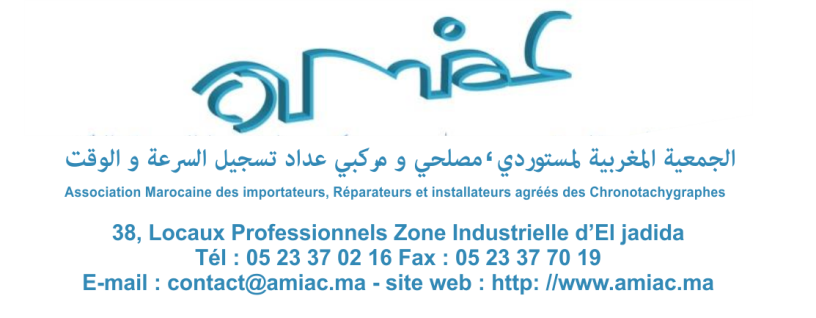 amiac
الجمعية المغربية لمستوردي، مصلحي و مركبي عداد تسجيل السرعة و الوقت
Association Marocaine des importateurs, Réparateurs et installateurs agréés des Chronotachygraphes
38, Locaux Professionnels Zone Industrielle d’El jadida
Tél : 05 23 37 02 16 Fax : 05 23 37 70 19
E-mail : contact@amiac.ma - site web : http: //www.amiac.ma